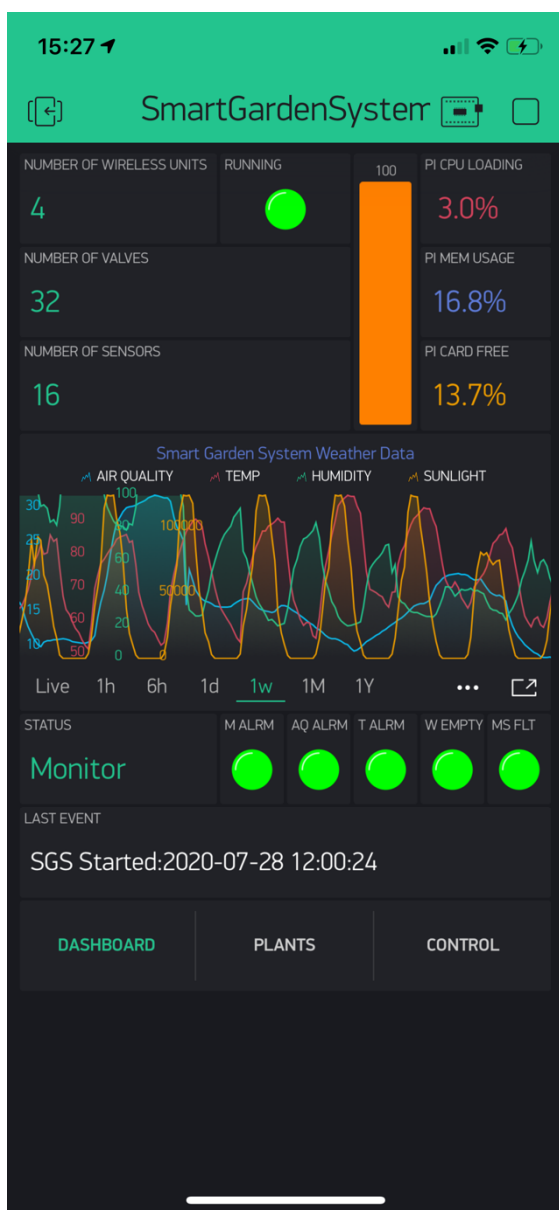 15:27
SmartGardenSystem
NUMBER OF WIRELESS UNITS
4
RUNNING
100
PI CPU LOADING
3.0%
NUMBER OF VALVES
32
PI MEM USAGE
16.8%
NUMBER OF SENSORS
16
PI CARD FREE
13.7%
Smart Garden System Weather Data
AIR QUALITY TEMP HUMIDITY SUNLIGHT
30 100
90 80 100000
25
80 60
20 70 40 50000
15 60 20
10 50 0 0
Live 1h 6h 1d 1w 1M 1Y
STATUS
Monitor
M ALRM AQ ALRM T ALRM W EMPTY MS FLT
LAST EVENT
SGS Started:2020-07-28 12:00:24
DASHBOARD PLANTS CONTROL